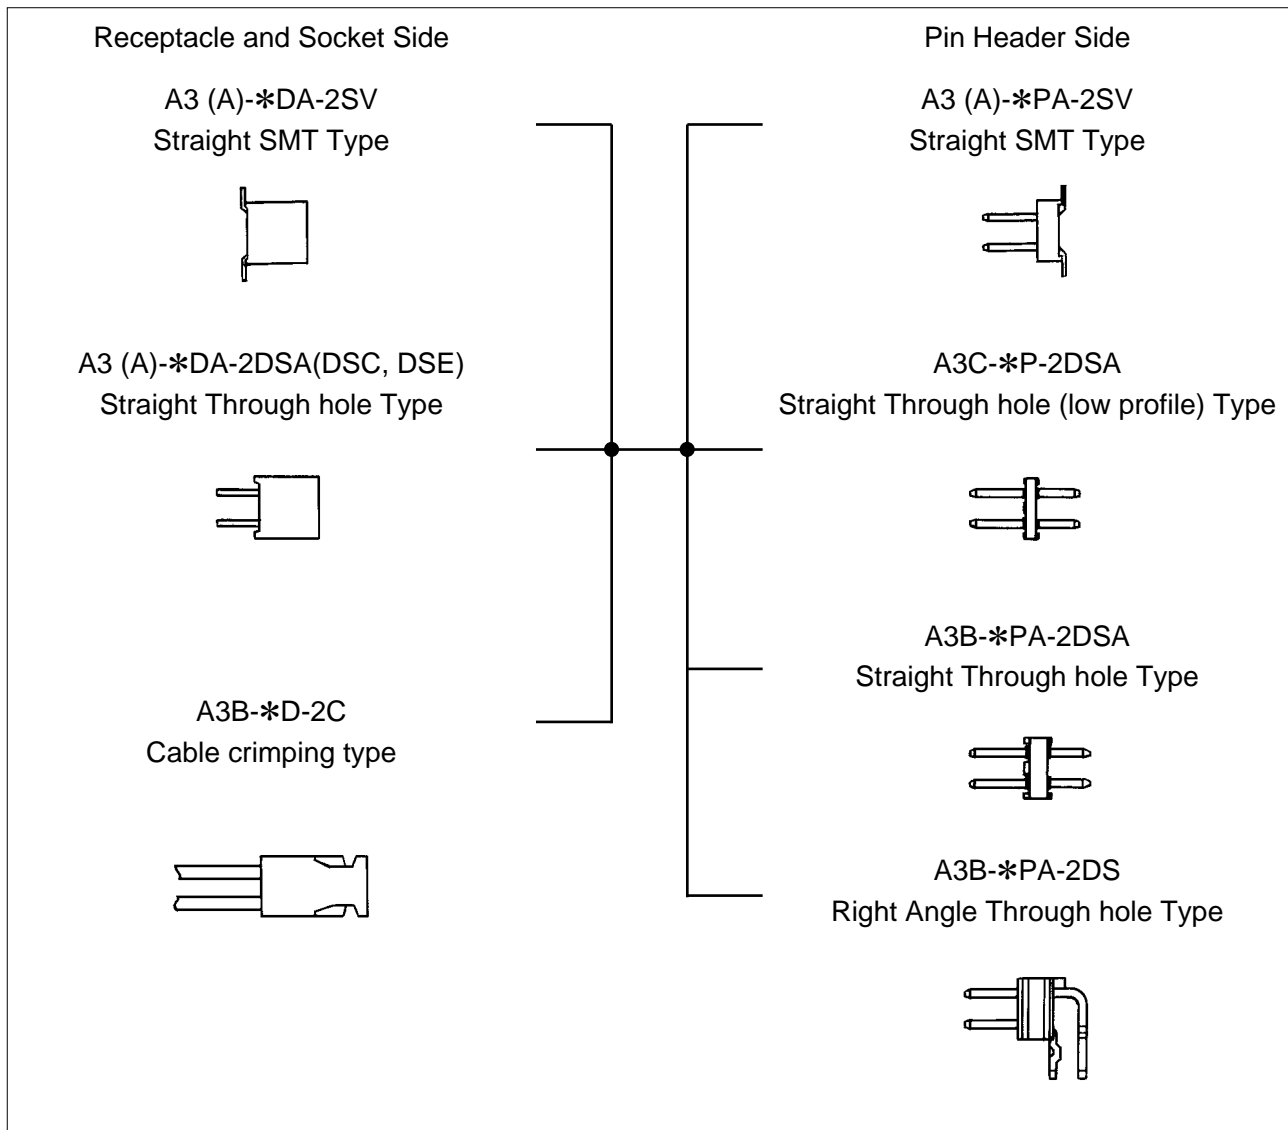 Receptacle and Socket Side
A3 (A)-*DA-2SV
Straight SMT Type
A3 (A)-*DA-2DSA(DSC, DSE)
Straight Through hole Type
A3B-*D-2C
Cable crimping type
Pin Header Side
A3 (A)-*PA-2SV
Straight SMT Type
A3C-*P-2DSA
Straight Through hole (low profile) Type
A3B-*PA-2DSA
Straight Through hole Type
A3B-*PA-2DS
Right Angle Through hole Type